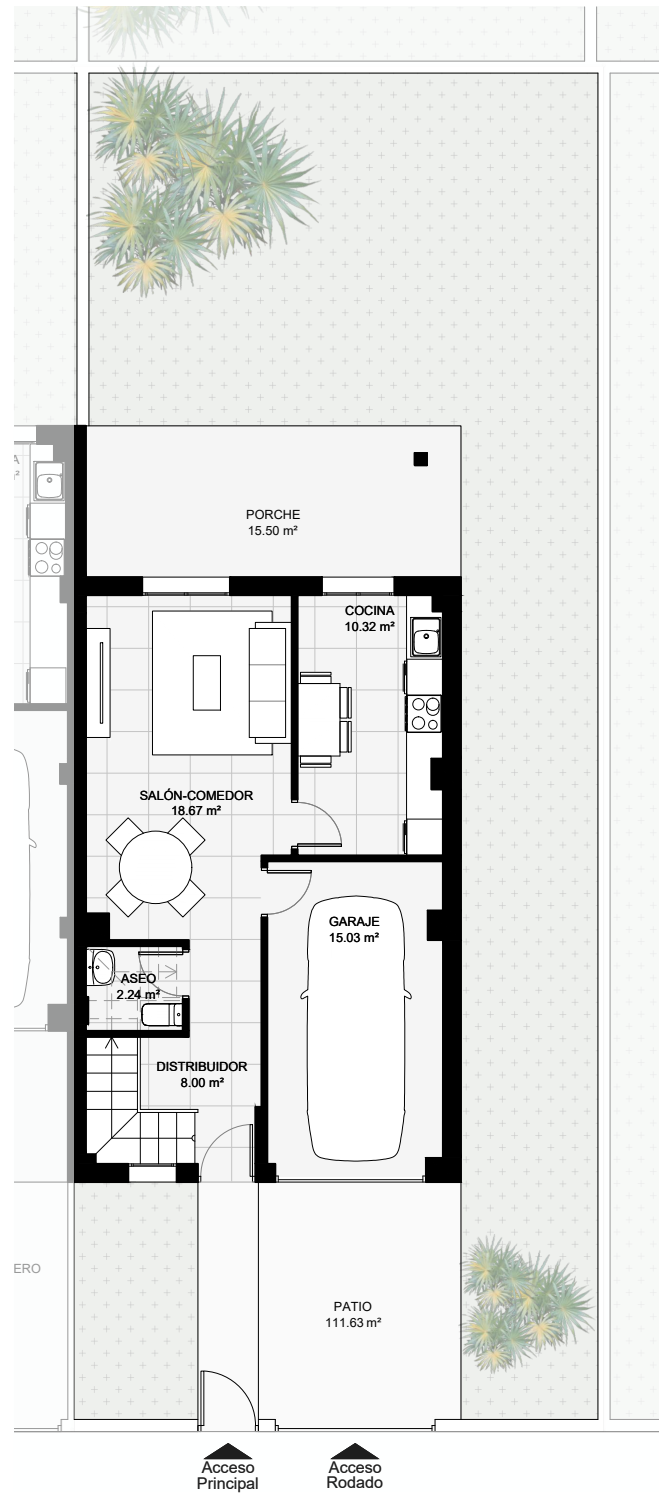 PORCHE
15.50 m²
COCINA
10.32 m²
SALÓN-COMEDOR
18.67 m²
GARAJE
15.03 m²
ASEO
2.24 m²
DISTRIBUIDOR
8.00 m²
ERO
PATIO
111.63 m²
Acceso
Principal
Acceso
Rodado